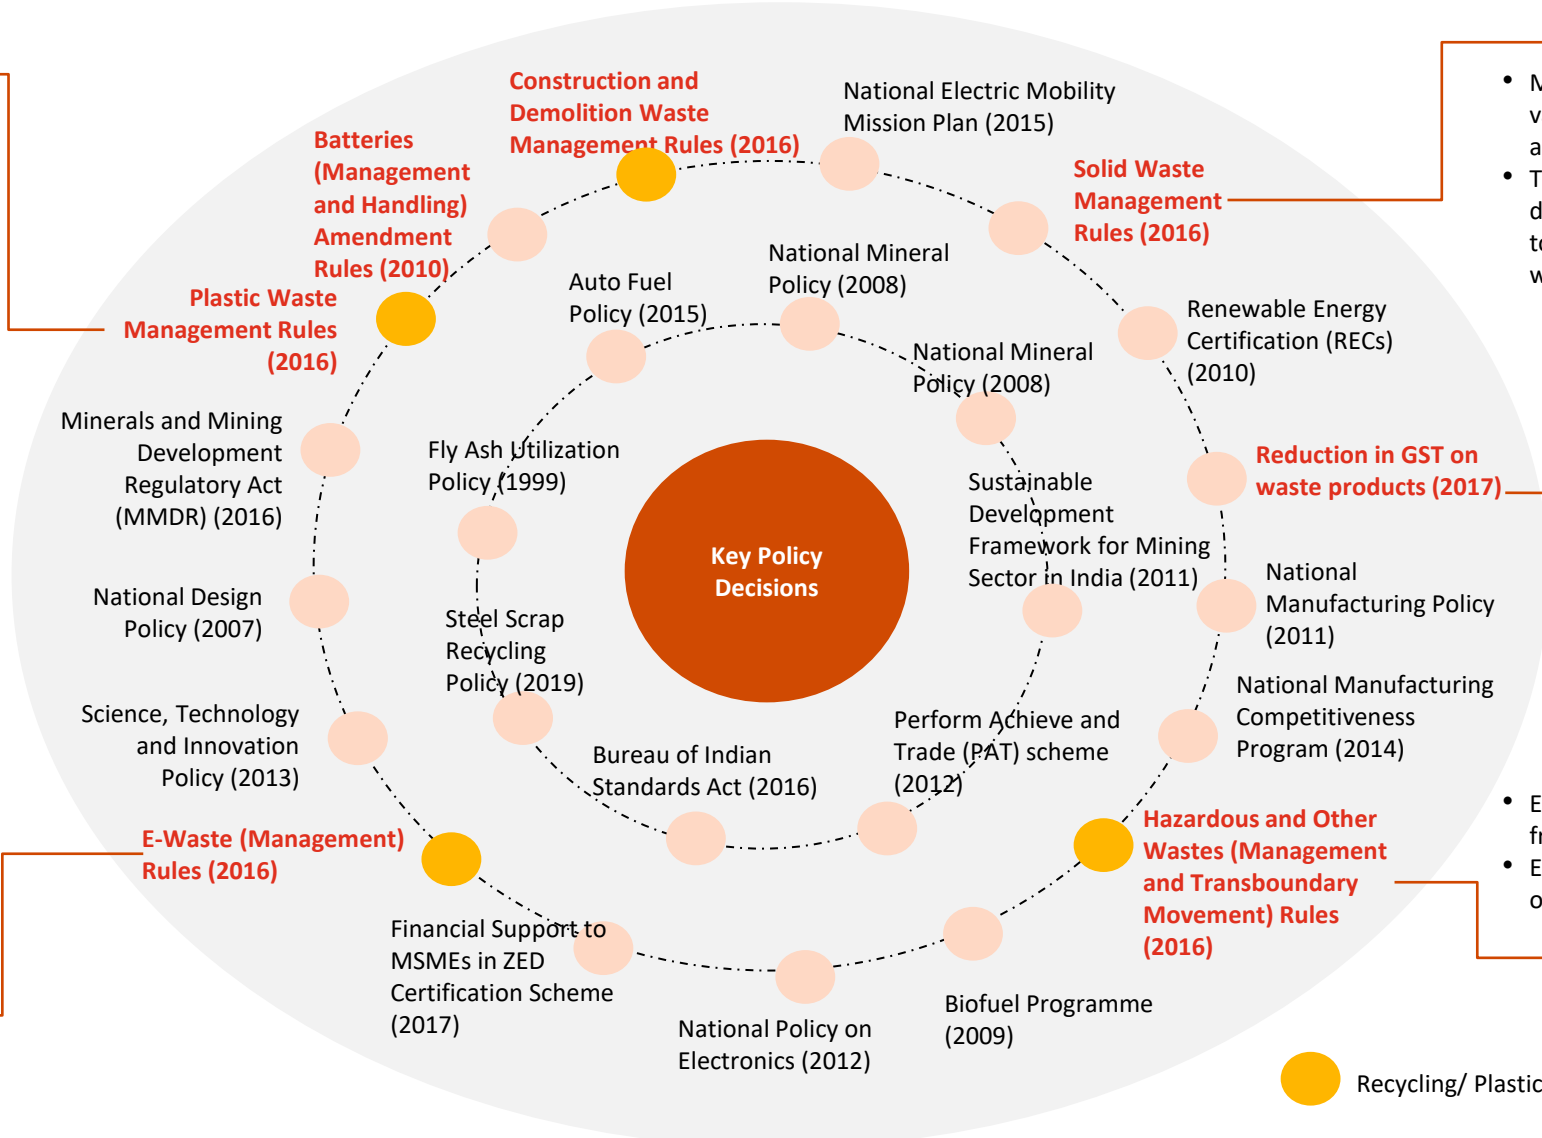 Construction and
Demolition Waste
Management Rules (2016)
National Electric Mobility
Mission Plan (2015)
Batteries
(Management
and Handling)
Amendment
Rules (2010)
Solid Waste
Management
Rules (2016)
Plastic Waste
Management Rules
(2016)
Auto Fuel
Policy (2015)
National Mineral
Policy (2008)
National Mineral
Policy (2008)
Renewable Energy
Certification (RECs)
(2010)
Minerals and Mining
Development
Regulatory Act
(MMDR) (2016)
Fly Ash Utilization
Policy (1999)
Sustainable
Development
Framework for Mining
Sector in India (2011)
Reduction in GST on
waste products (2017)
Key Policy
Decisions
National Design
Policy (2007)
Steel Scrap
Recycling
Policy (2019)
National
Manufacturing Policy
(2011)
Science, Technology
and Innovation
Policy (2013)
Bureau of Indian
Standards Act (2016)
Perform Achieve and
Trade (PAT) scheme
(2012)
National Manufacturing
Competitiveness
Program (2014)
E-Waste (Management)
Rules (2016)
Hazardous and Other
Wastes (Management
and Transboundary
Movement) Rules
(2016)
Financial Support to
MSMEs in ZED
Certification Scheme
(2017)
National Policy on
Electronics (2012)
Biofuel Programme
(2009)
Recycling/ Plastic